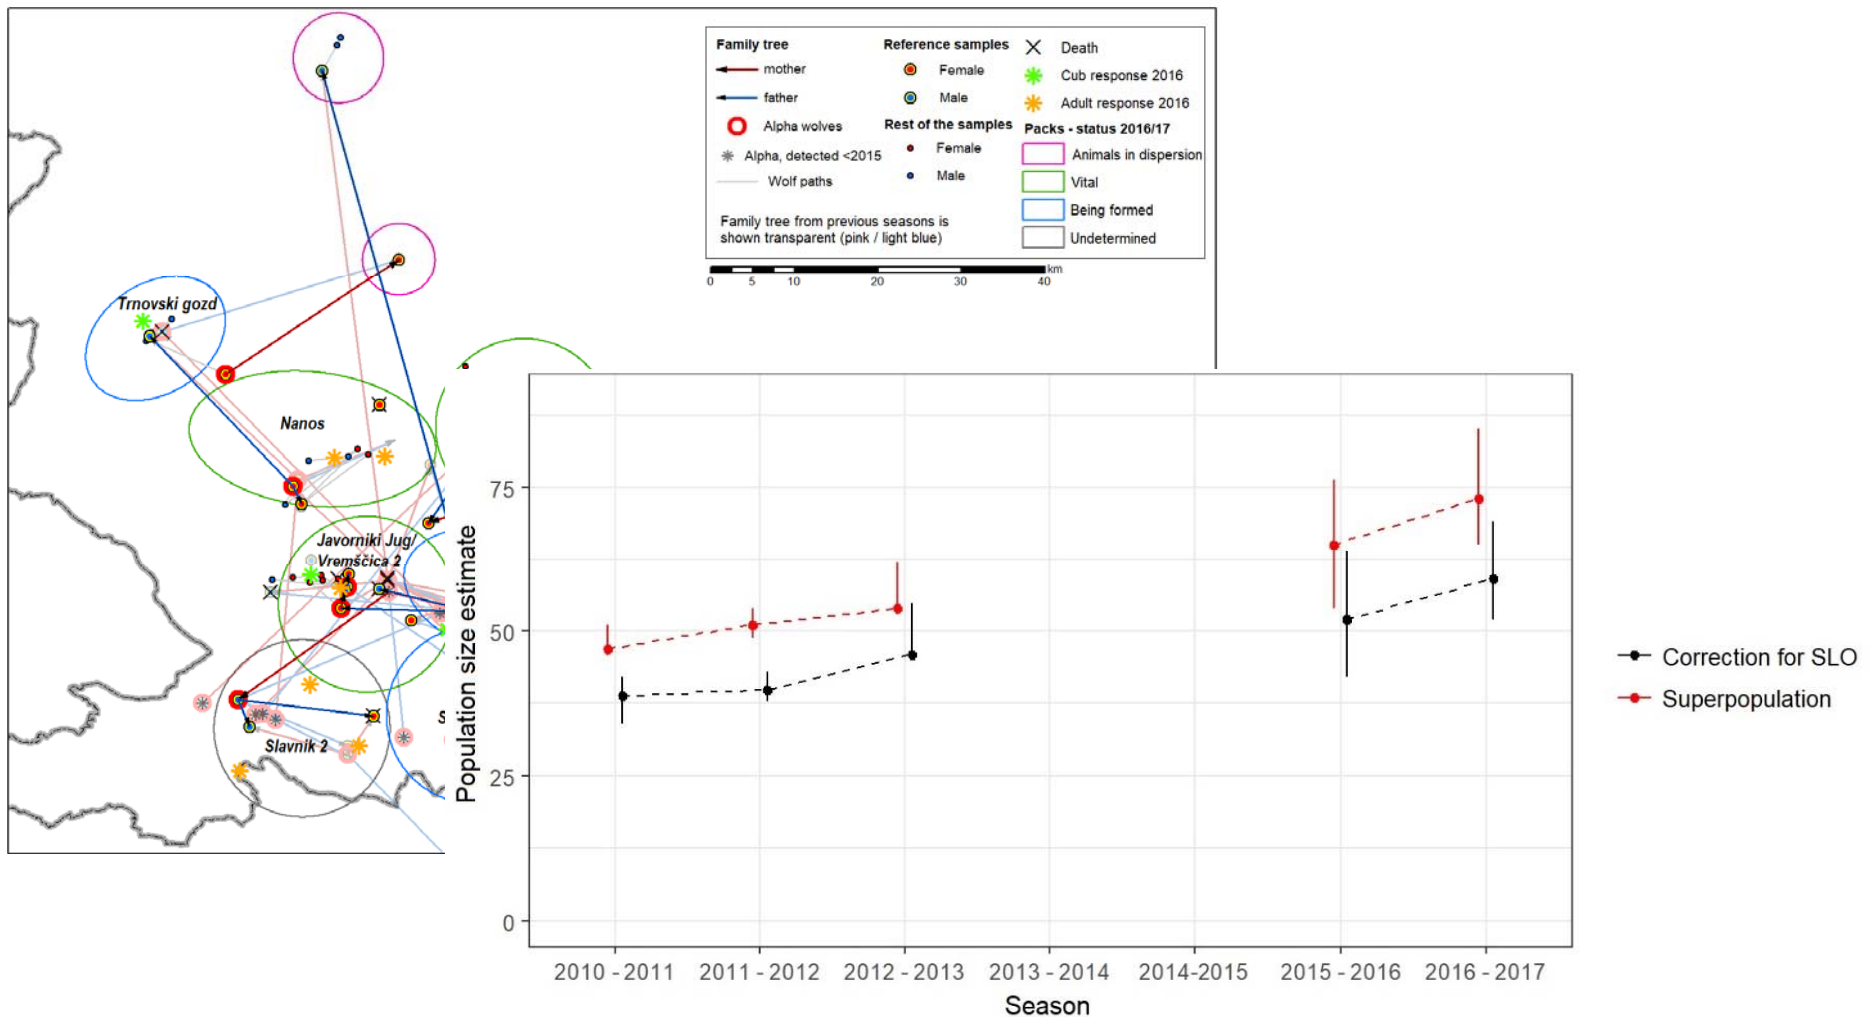 Family tree
mother
father
Alpha wolves
Alpha, detected <2015
Wolf paths
Family tree from previous seasons is
shown transparent (pink / light blue)
Reference samples
Female
Male
Rest of the samples
Female
Male
Death
Cub response 2016
Adult response 2016
Packs - status 2016/17
Animals in dispersion
Vital
Being formed
Undetermined
km
0 5 10 20 30 40
Trnovski gozd
Nanos
Javorniki Jug/
Vremščica 2
S
Slavnik 2
Population size estimate
75
50
25
0
2010 - 2011 2011 - 2012 2012 - 2013 2013 - 2014 2014-2015 2015 - 2016 2016 - 2017
Season
Correction for SLO
Superpopulation